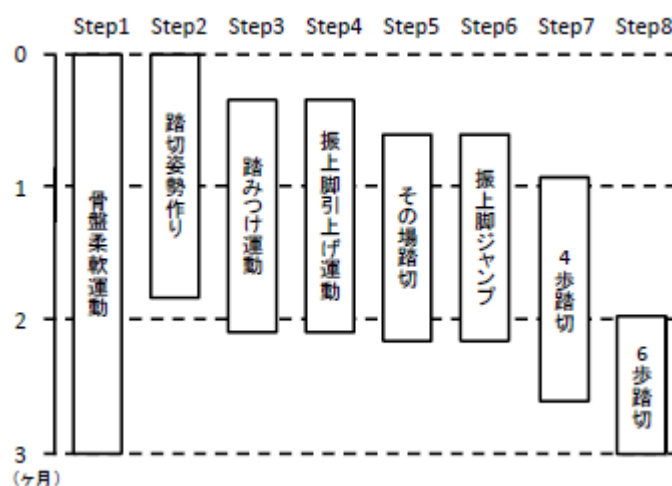 Step1 Step2 Step3 Step4 Step5 Step6 Step7 Step8
0
1
2
3
(ヶ月)
骨盤柔軟運動
踏切姿勢作り
踏みつけ運動
振上脚引上げ運動
その場踏切
振上脚ジャンプ
4歩踏切
6歩踏切